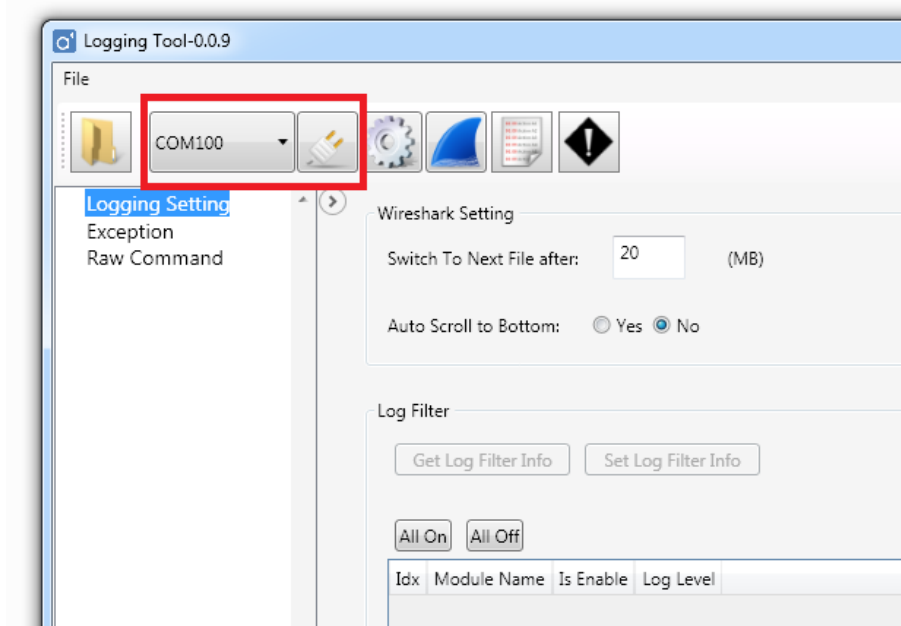 Logging Tool-0.0.9
File
COM100
Logging Setting
Exception
Raw Command
Wireshark Setting
Switch To Next File after: 20 (MB)
Auto Scroll to Bottom: Yes No
Log Filter
Get Log Filter Info Set Log Filter Info
All On All Off
Idx Module Name Is Enable Log Level